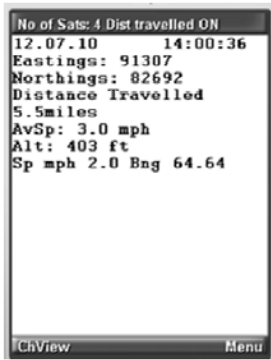 No of Sats: 4 Dist travelled ON
12.07.10 14:00:36
Eastings: 91307
Northings: 82692
Distance Travelled
5.5miles
AvSp: 3.0 mph
Alt: 403 ft
Sp mph 2.0 Bng 64.64
ChView Menu